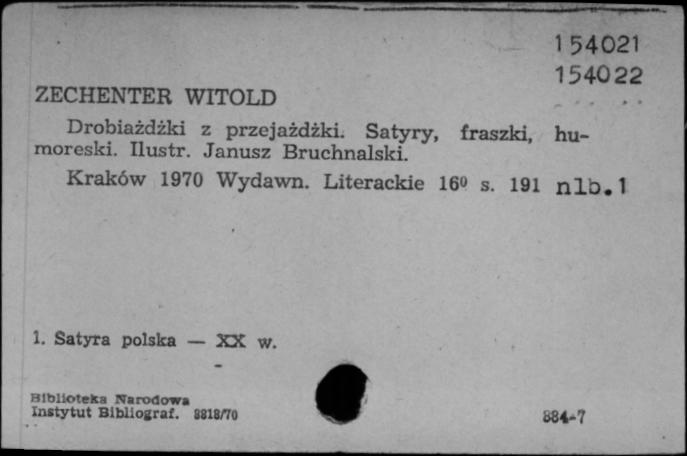 154021
154022
ZECHENTER WITOLD
Drobiażdżki z przejażdżki. Satyry, fraszki, hu-
moreski. Ilustr. Janusz Bruchnalski.
Kraków 1970 Wydawn. Literackie 16⁰ s. 191 nlb.1
1. Satyra polska — XX w.
Biblioteka Narodowa
Instytut Bibliograf. 8818/70
884-7